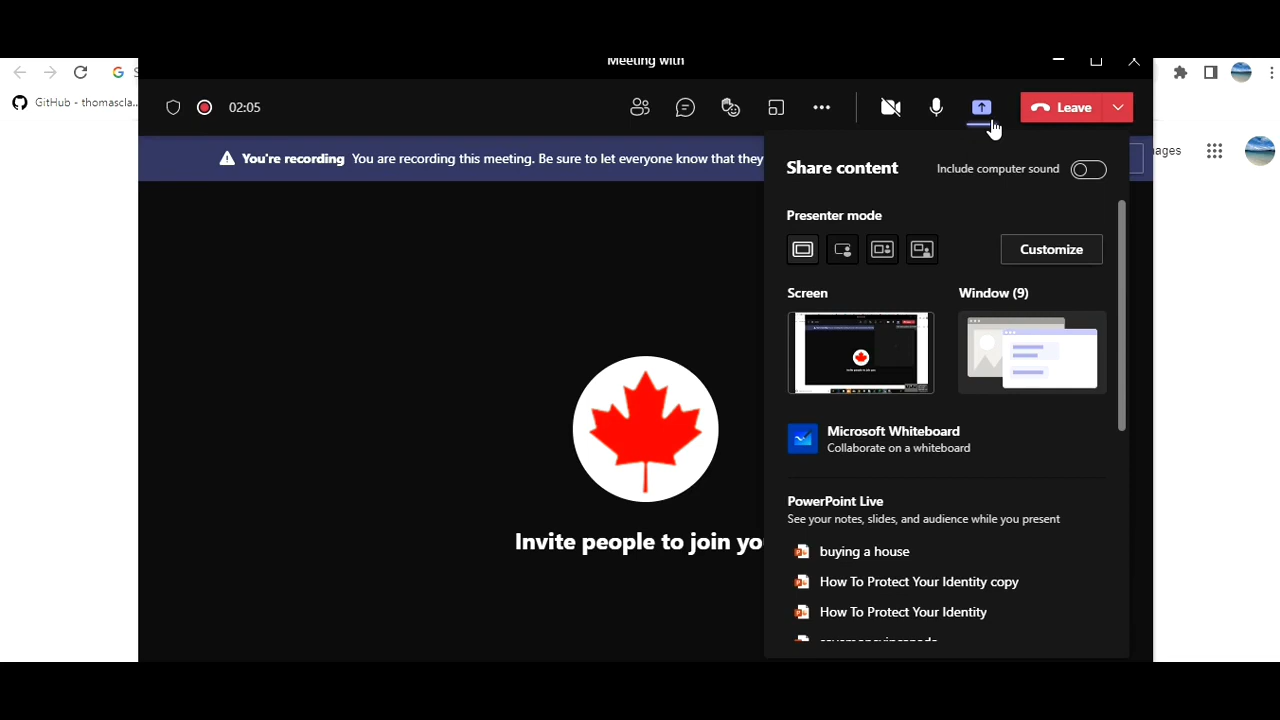 Meeting with
GitHub - thomascla...
02:05
Leave
You're recording You are recording this meeting. Be sure to let everyone know that they
ages
Share content
Include computer sound
Presenter mode
Customize
Screen
Window (9)
Microsoft Whiteboard
Collaborate on a whiteboard
Invite people to join yo
PowerPoint Live
See your notes, slides, and audience while you present
buying a house
How To Protect Your Identity copy
How To Protect Your Identity